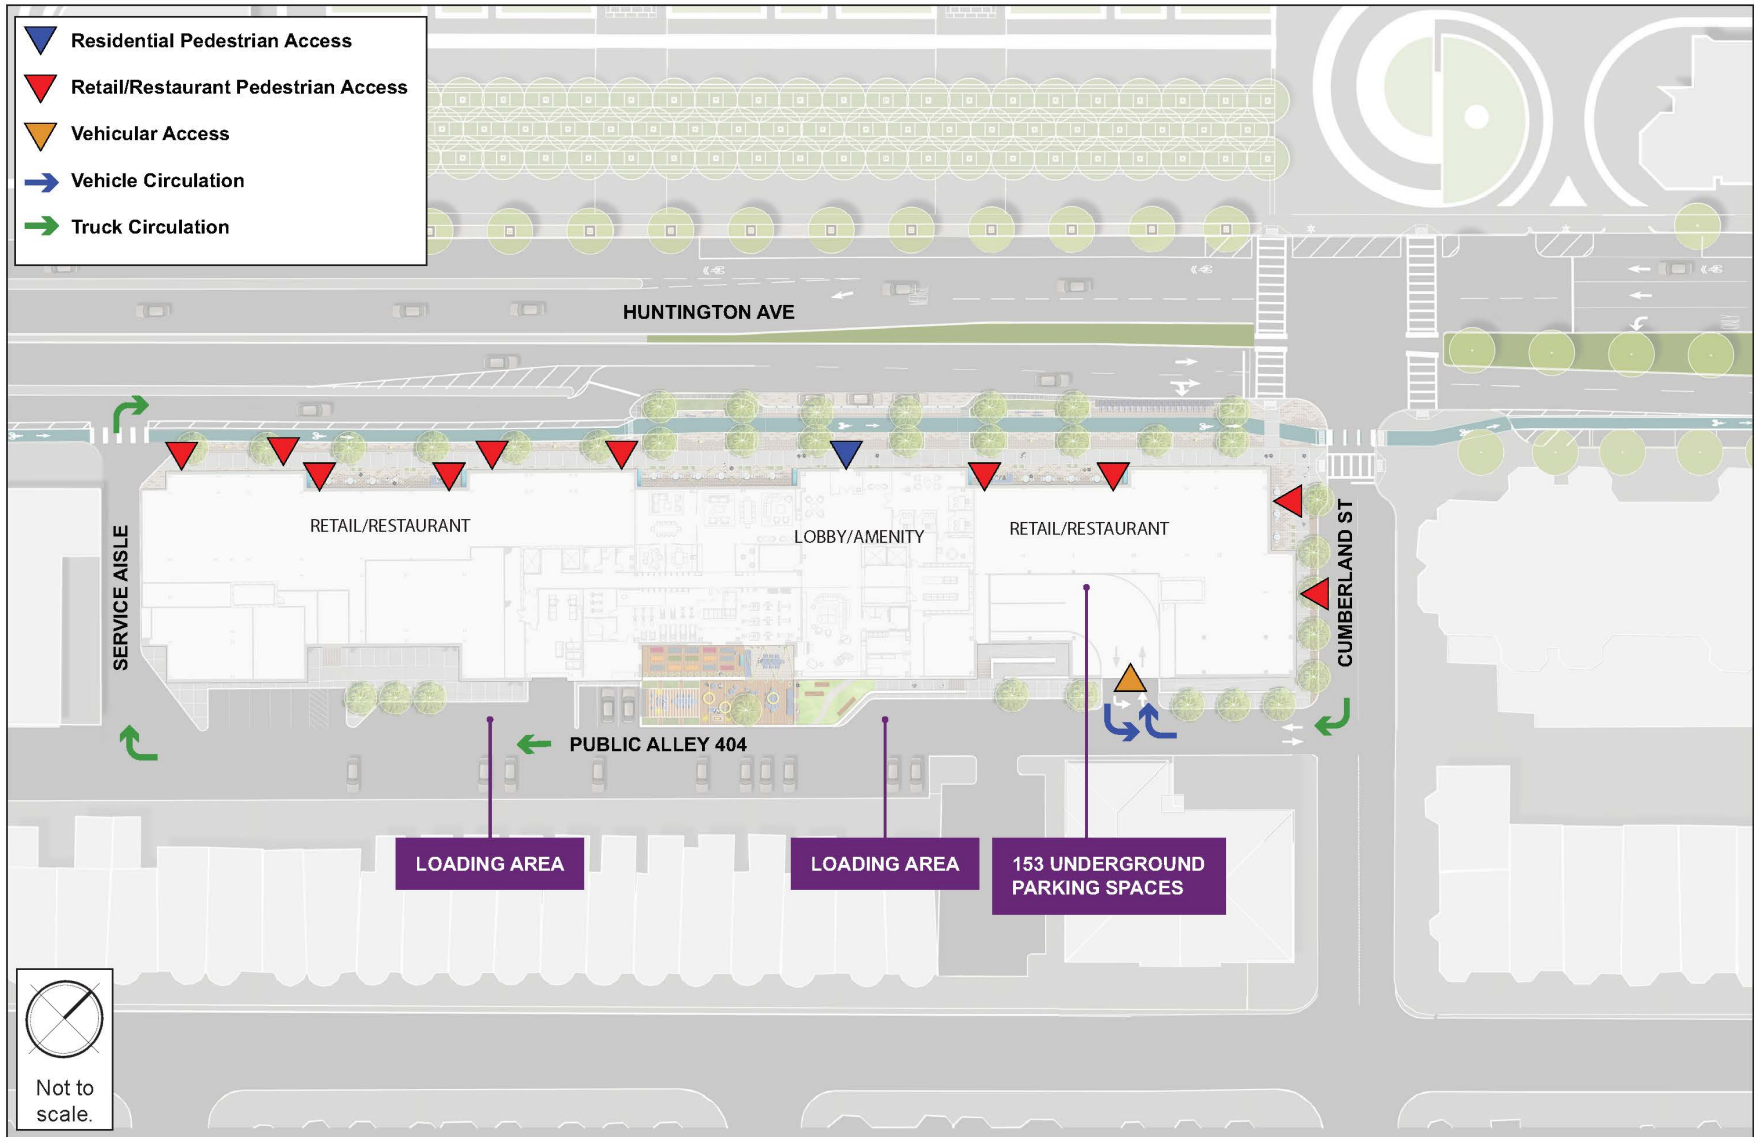 Residential Pedestrian Access
Retail/Restaurant Pedestrian Access
Vehicular Access
Vehicle Circulation
Truck Circulation
HUNTINGTON AVE
RETAIL/RESTAURANT
LOBBY/AMENITY
RETAIL/RESTAURANT
SERVICE AISLE
CUMBERLAND ST
PUBLIC ALLEY 404
LOADING AREA
LOADING AREA
153 UNDERGROUND
PARKING SPACES
Not to
scale.